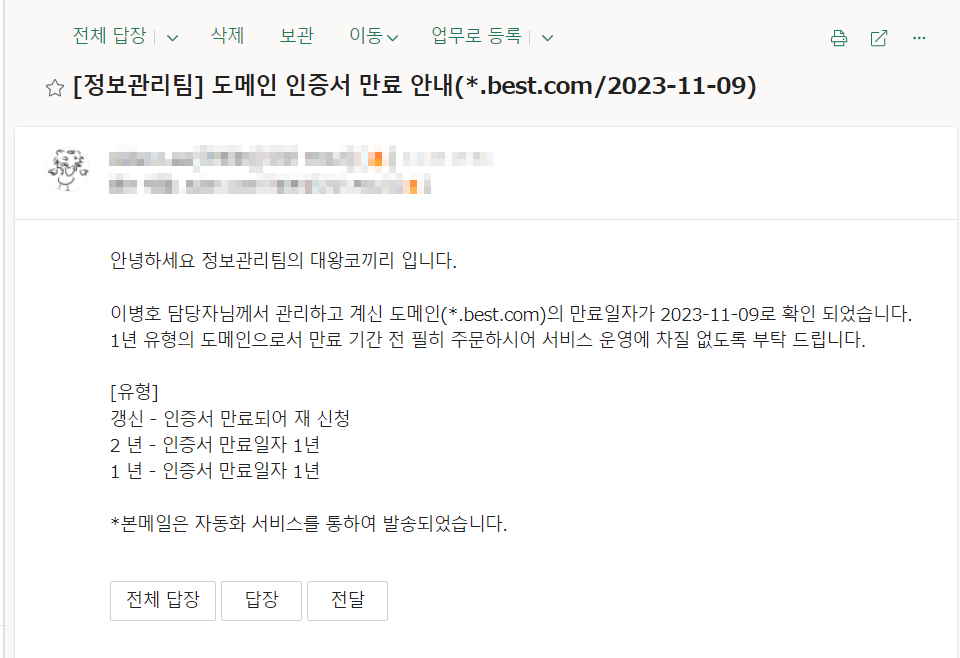 전체 답장
삭제
보관
이동
업무로 등록
[정보관리팀] 도메인 인증서 만료 안내(*.best.com/2023-11-09)
안녕하세요 정보관리팀의 대왕코끼리 입니다.
이병호 담당자님께서 관리하고 계신 도메인(*.best.com)의 만료일자가 2023-11-09로 확인 되었습니다.
1년 유형의 도메인으로서 만료 기간 전 필히 주문하시어 서비스 운영에 차질 없도록 부탁 드립니다.
[유형]
갱신 - 인증서 만료되어 재 신청
2 년 - 인증서 만료일자 1년
1 년 - 인증서 만료일자 1년
*본메일은 자동화 서비스를 통하여 발송되었습니다.
전체 답장
답장
전달